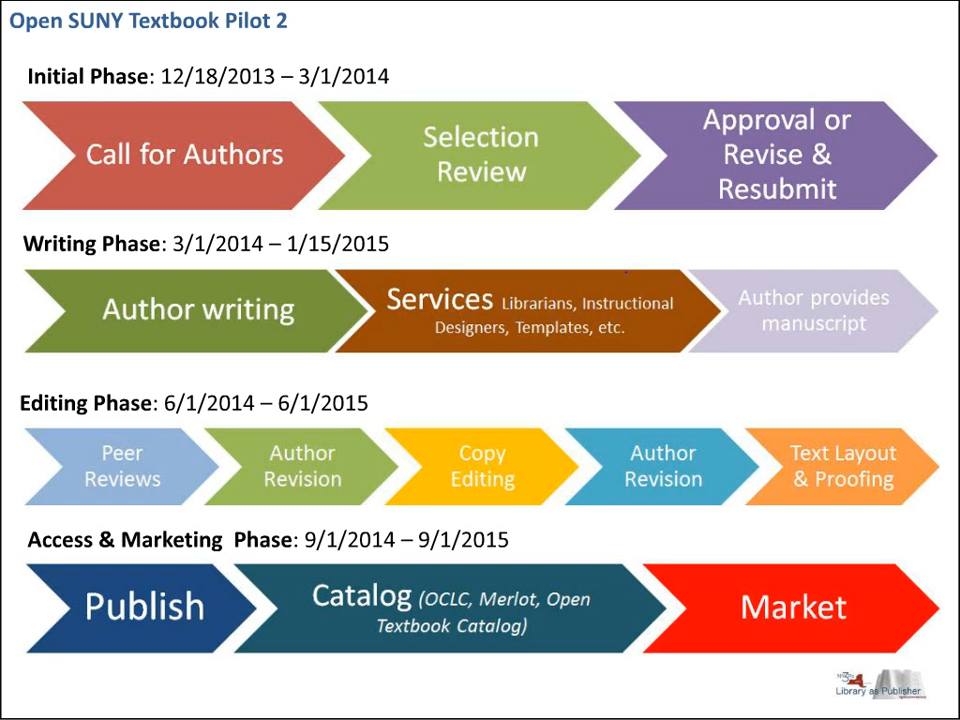 Open SUNY Textbook Pilot 2
Initial Phase: 12/18/2013 – 3/1/2014
Call for Authors
Selection
Review
Approval or
Revise &
Resubmit
Writing Phase: 3/1/2014 – 1/15/2015
Author writing
Services Librarians, Instructional
Designers, Templates, etc.
Author provides
manuscript
Editing Phase: 6/1/2014 – 6/1/2015
Peer
Reviews
Author
Revision
Copy
Editing
Author
Revision
Text Layout
& Proofing
Access & Marketing  Phase: 9/1/2014 – 9/1/2015
Publish
Catalog (OCLC, Merlot, Open
Textbook Catalog)
Market
Library as Publisher